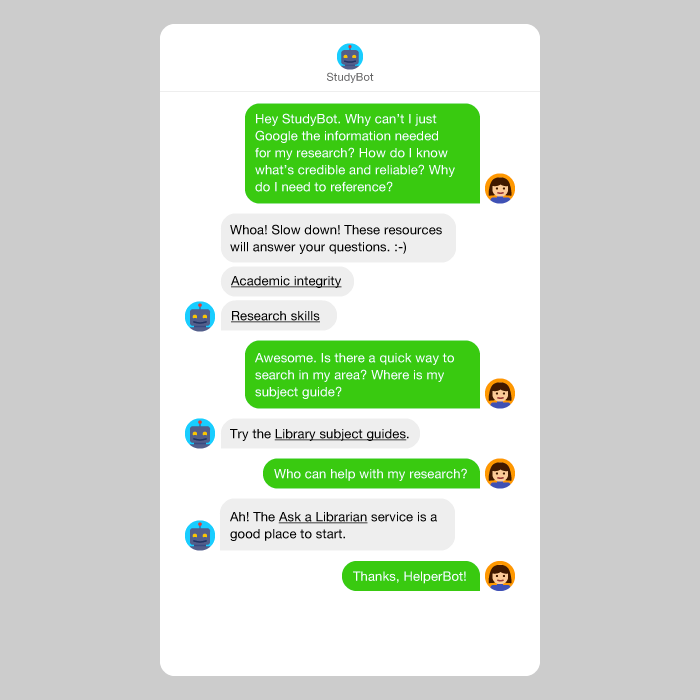 StudyBot
Hey StudyBot. Why can't I just
Google the information needed
for my research? How do I know
what's credible and reliable? Why
do I need to reference?
Whoa! Slow down! These resources
will answer your questions. :-)
Academic integrity
Research skills
Awesome. Is there a quick way to
search in my area? Where is my
subject guide?
Try the Library subject guides.
Who can help with my research?
Ah! The Ask a Librarian service is a
good place to start.
Thanks, HelperBot!